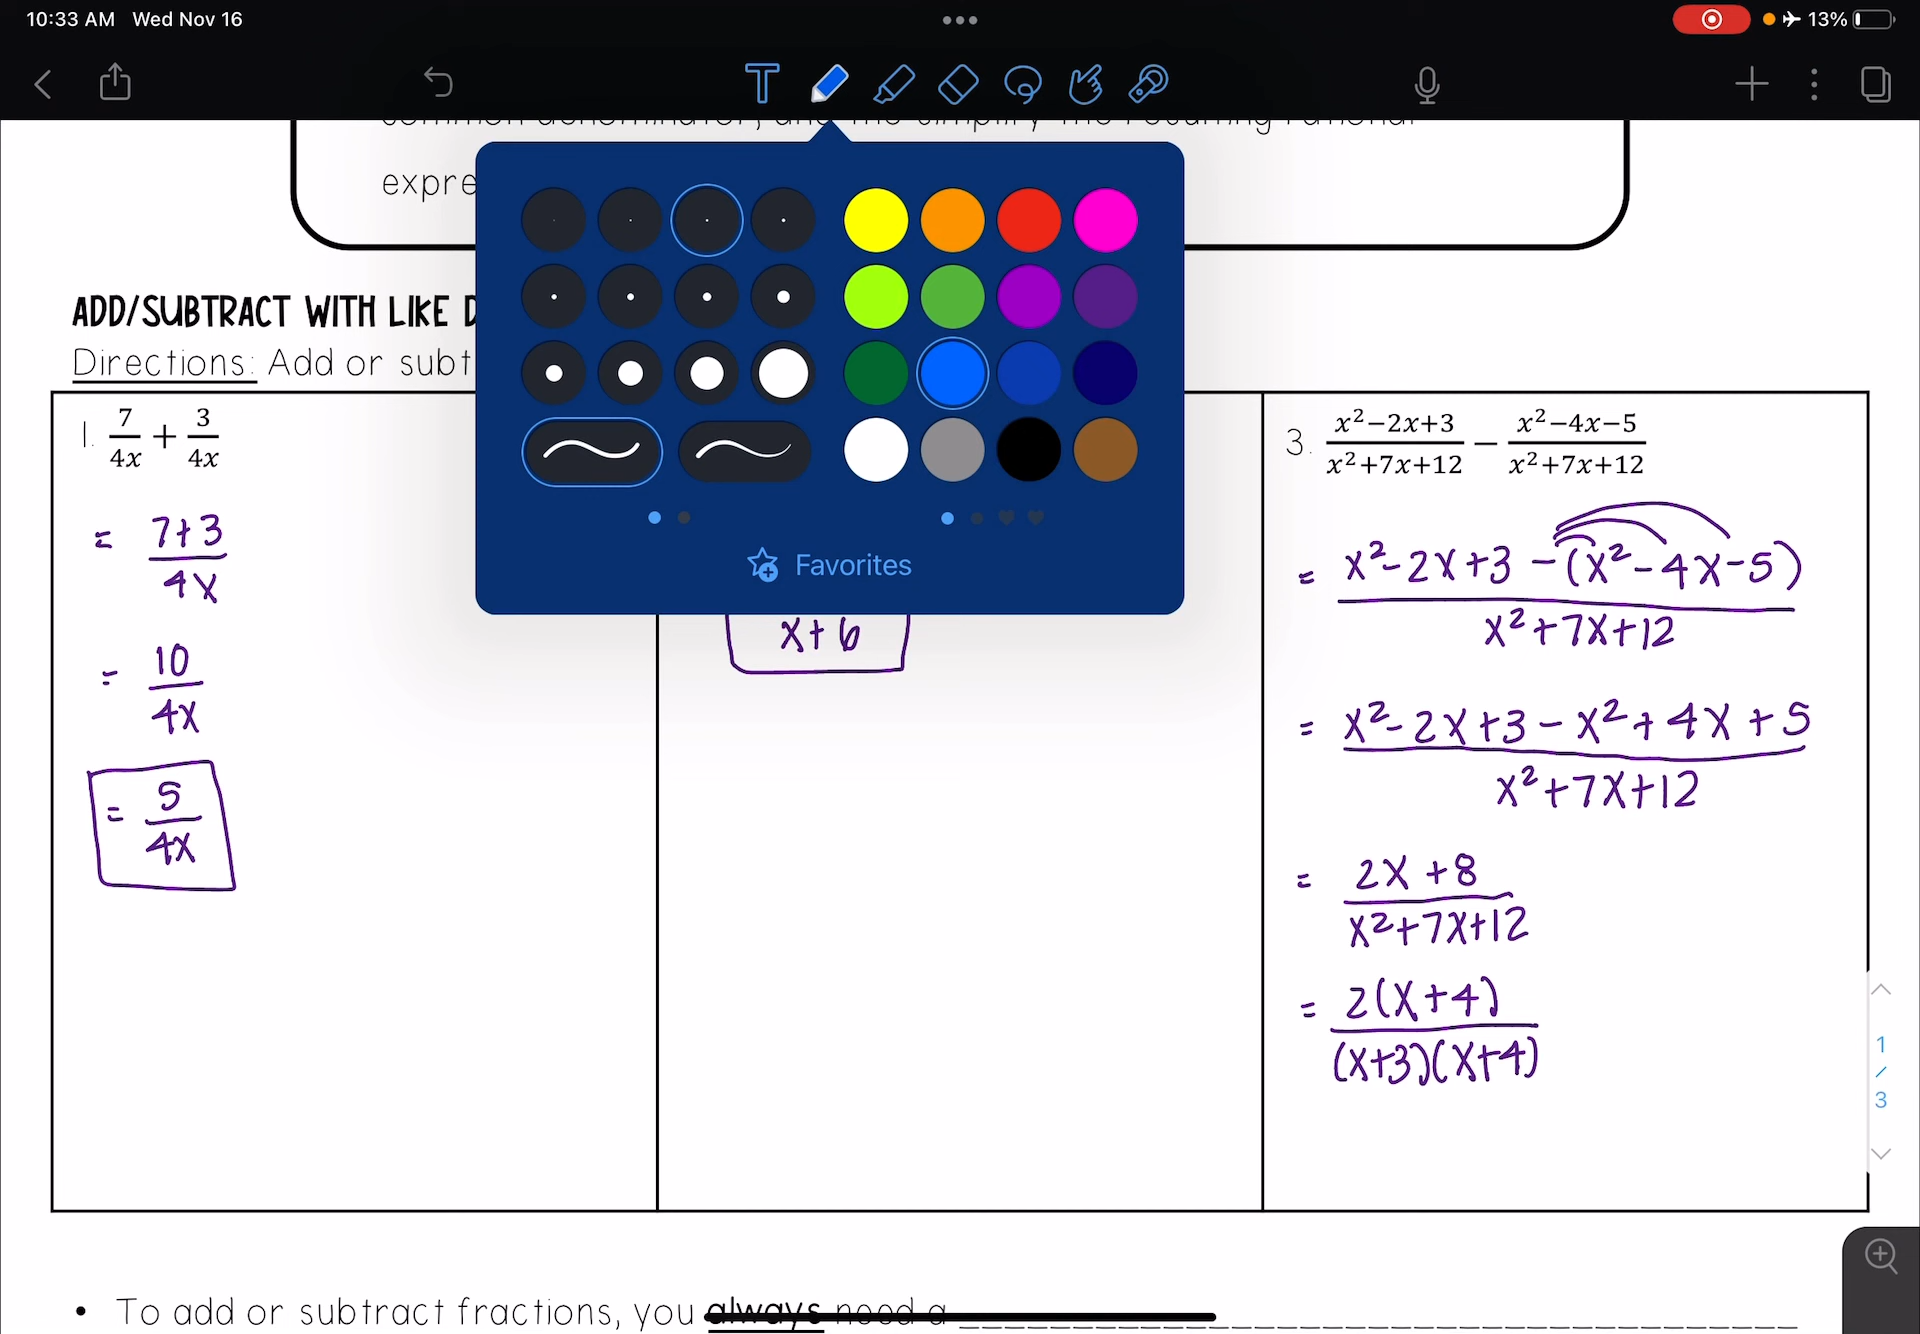 10:33 AM Wed Nov 16
13%
expre
ADD/SUBTRACT WITH LIKE
Directions: Add or subt
1. 7/4x + 3/4x
= 7+3/4x
= 10/4x
= 5/4x
Favorites
x+6
3. x²−2x+3/x²+7x+12 − x²−4x−5/x²+7x+12
= x²-2x+3-(x²-4x-5)/x²+7x+12
= x²-2x+3-x²+4x+5/x²+7x+12
= 2x+8/x²+7x+12
= 2(x+4)/(x+3)(x+4)
1/3
• To add or subtract fractions, you always need a